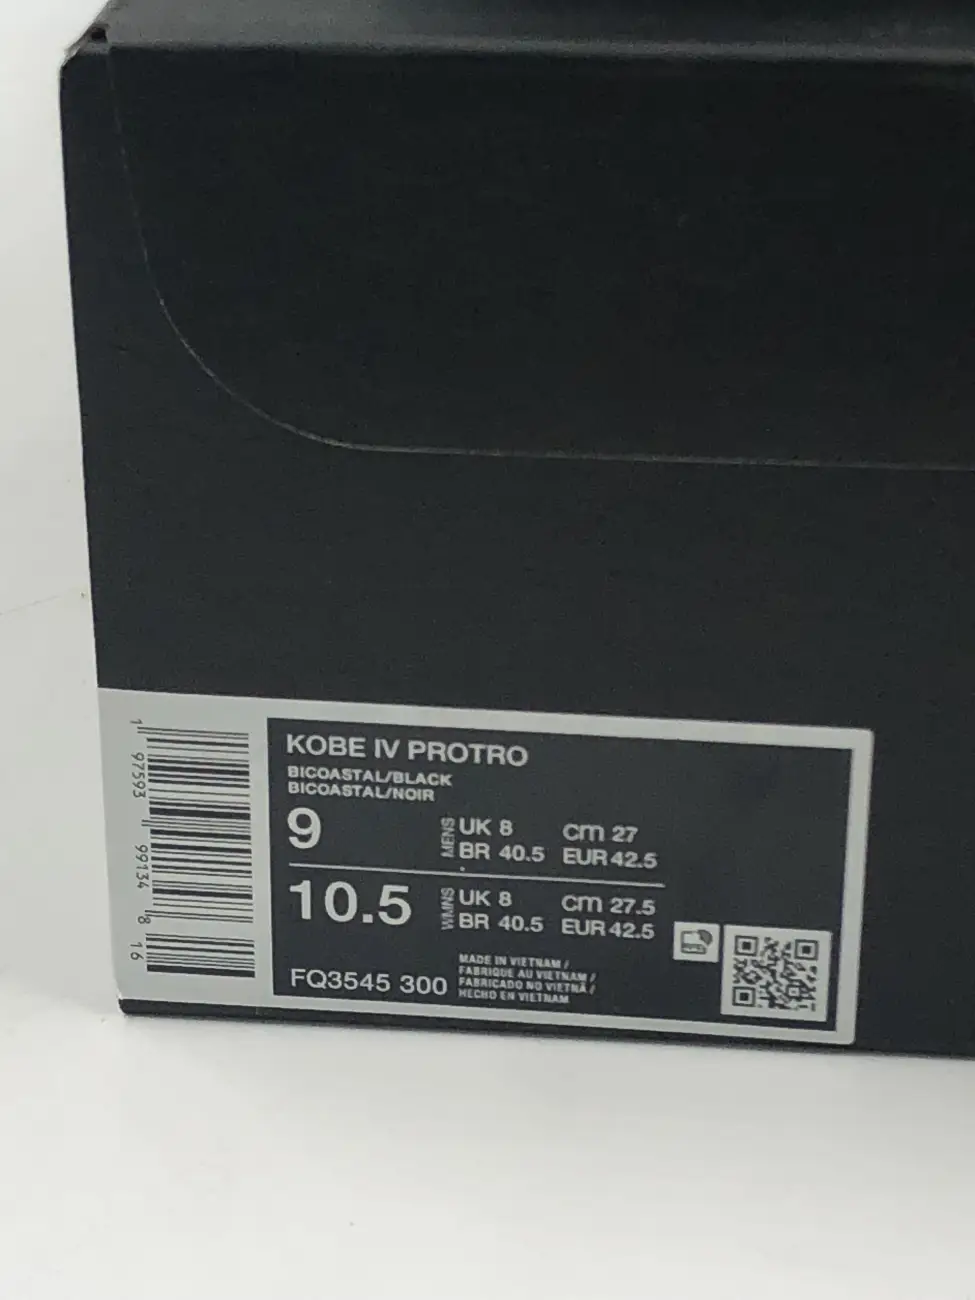 KOBE IV PROTRO
BICOASTAL/BLACK
BICOASTAL/NOIR
9 MENS UK 8 cm 27
BR 40.5 EUR 42.5
10.5 WMNS UK 8 cm 27.5
BR 40.5 EUR 42.5
FQ3545 300
MADE IN VIETNAM /
FABRIQUE AU VIETNAM /
FABRICADO NO VIETNÃ /
HECHO EN VIETNAM
1 97593 99134 8 16